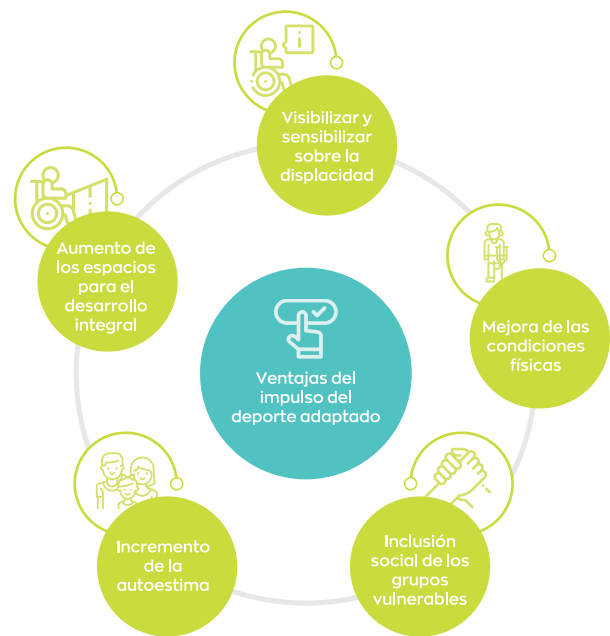 Visibilizar y
sensibilizar
sobre la
displacidad
Aumento de
los espacios
para el
desarrollo
integral
Mejora de las
condiciones
físicas
Ventajas del
impulso del
deporte adaptado
Incremento
de la
autoestima
Inclusión
social de los
grupos
vulnerables